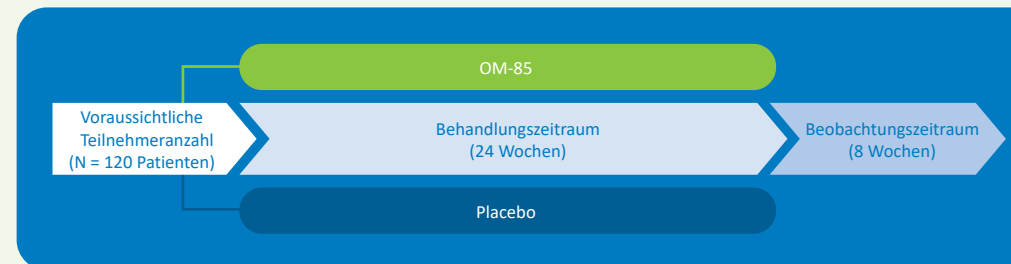 OM-85
Voraussichtliche
Teilnehmeranzahl
(N = 120 Patienten)
Behandlungszeitraum
(24 Wochen)
Beobachtungszeitraum
(8 Wochen)
Placebo